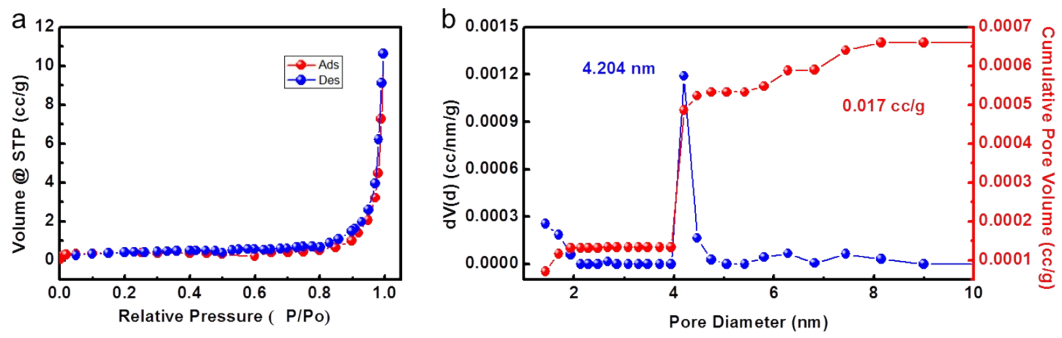 a
Volume @ STP (cc/g)
12
10
8
6
4
2
0
Ads
Des
0.0 0.2 0.4 0.6 0.8 1.0
Relative Pressure ( P/Po)
b
dV(d) (cc/nm/g)
0.0015
0.0012
0.0009
0.0006
0.0003
0.0000
4.204 nm
0.017 cc/g
2 4 6 8 10
Pore Diameter (nm)
0.0007
0.0006
0.0005
0.0004
0.0003
0.0002
0.0001
Cumulative Pore Volume (cc/g)